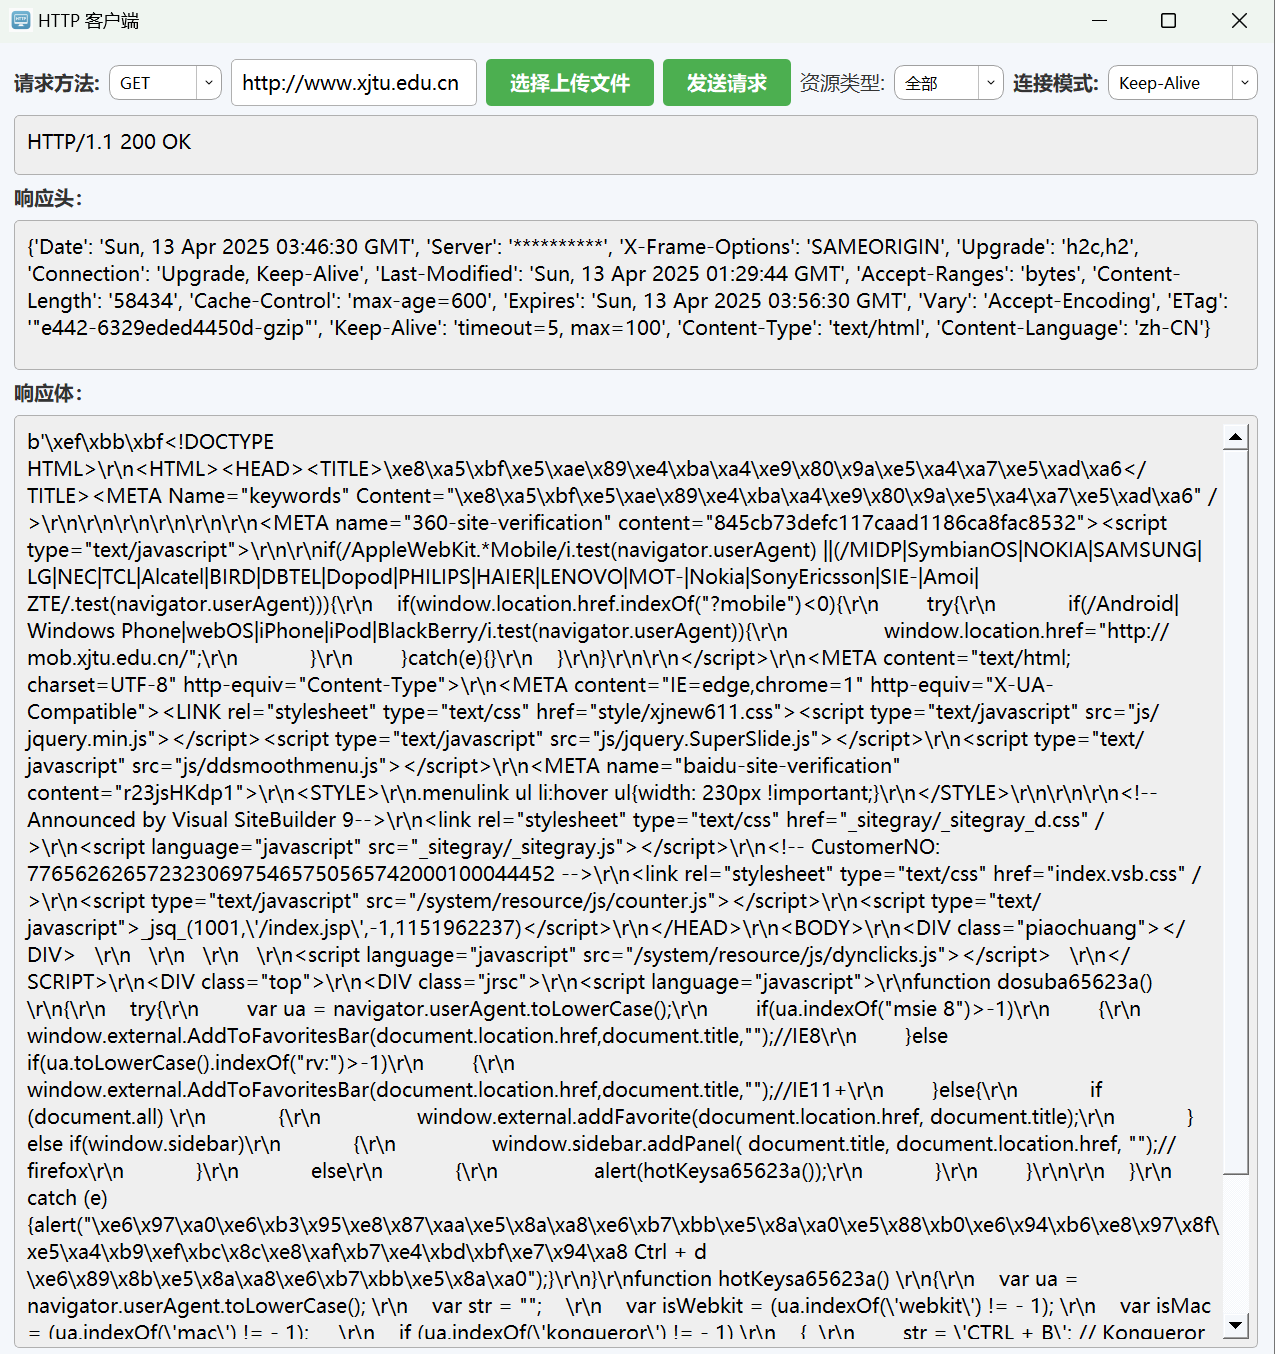 HTTP 客户端
请求方法: GET http://www.xjtu.edu.cn 选择上传文件 发送请求 资源类型: 全部 连接模式: Keep-Alive
HTTP/1.1 200 OK
响应头:
{'Date': 'Sun, 13 Apr 2025 03:46:30 GMT', 'Server': '**********', 'X-Frame-Options': 'SAMEORIGIN', 'Upgrade': 'h2c,h2',
'Connection': 'Upgrade, Keep-Alive', 'Last-Modified': 'Sun, 13 Apr 2025 01:29:44 GMT', 'Accept-Ranges': 'bytes', 'Content-
Length': '58434', 'Cache-Control': 'max-age=600', 'Expires': 'Sun, 13 Apr 2025 03:56:30 GMT', 'Vary': 'Accept-Encoding', 'ETag':
'"e442-6329eded4450d-gzip"', 'Keep-Alive': 'timeout=5, max=100', 'Content-Type': 'text/html', 'Content-Language': 'zh-CN'}
响应体:
b'\xef\xbb\xbf<!DOCTYPE
HTML>\r\n<HTML><HEAD><TITLE>\xe8\xa5\xbf\xe5\xae\x89\xe4\xba\xa4\xe9\x80\x9a\xe5\xa4\xa7\xe5\xad\xa6</
TITLE><META Name="keywords" Content="\xe8\xa5\xbf\xe5\xae\x89\xe4\xba\xa4\xe9\x80\x9a\xe5\xa4\xa7\xe5\xad\xa6" /
>\r\n\r\n\r\n\r\n\r\n\r\n<META name="360-site-verification" content="845cb73defc117caad1186ca8fac8532"><script
type="text/javascript">\r\n\r\nif(/AppleWebKit.*Mobile/i.test(navigator.userAgent) ||(/MIDP|SymbianOS|NOKIA|SAMSUNG|
LG|NEC|TCL|Alcatel|BIRD|DBTEL|Dopod|PHILIPS|HAIER|LENOVO|MOT-|Nokia|SonyEricsson|SIE-|Amoi|
ZTE/.test(navigator.userAgent))){\r\n    if(window.location.href.indexOf("?mobile")<0){\r\n        try{\r\n            if(/Android|
Windows Phone|webOS|iPhone|iPod|BlackBerry/i.test(navigator.userAgent)){\r\n                window.location.href="http://
mob.xjtu.edu.cn/";\r\n            }\r\n        }catch(e){}\r\n    }\r\n}\r\n\r\n</script>\r\n<META content="text/html;
charset=UTF-8" http-equiv="Content-Type">\r\n<META content="IE=edge,chrome=1" http-equiv="X-UA-
Compatible"><LINK rel="stylesheet" type="text/css" href="style/xjnew611.css"><script type="text/javascript" src="js/
jquery.min.js"></script><script type="text/javascript" src="js/jquery.SuperSlide.js"></script>\r\n<script type="text/
javascript" src="js/ddsmoothmenu.js"></script>\r\n<META name="baidu-site-verification"
content="r23jsHKdp1">\r\n<STYLE>\r\n.menulink ul li:hover ul{width: 230px !important;}\r\n</STYLE>\r\n\r\n\r\n<!--
Announced by Visual SiteBuilder 9-->\r\n<link rel="stylesheet" type="text/css" href="_sitegray/_sitegray_d.css" /
>\r\n<script language="javascript" src="_sitegray/_sitegray.js"></script>\r\n<!-- CustomerNO:
77656262657232306975465750565742000100044452 -->\r\n<link rel="stylesheet" type="text/css" href="index.vsb.css" /
>\r\n<script type="text/javascript" src="/system/resource/js/counter.js"></script>\r\n<script type="text/
javascript">_jsq_(1001,\'/index.jsp\',-1,1151962237)</script>\r\n</HEAD>\r\n<BODY>\r\n<DIV class="piaochuang"></
DIV>   \r\n   \r\n   \r\n   \r\n<script language="javascript" src="/system/resource/js/dynclicks.js"></script>   \r\n</
SCRIPT>\r\n<DIV class="top">\r\n<DIV class="jrsc">\r\n<script language="javascript">\r\nfunction dosuba65623a()
\r\n{\r\n    try{\r\n        var ua = navigator.userAgent.toLowerCase();\r\n        if(ua.indexOf("msie 8")>-1)\r\n        {\r\n
window.external.AddToFavoritesBar(document.location.href,document.title,"");//IE8\r\n        }else
if(ua.toLowerCase().indexOf("rv:")>-1)\r\n        {\r\n
window.external.AddToFavoritesBar(document.location.href,document.title,"");//IE11+\r\n        }else{\r\n            if
(document.all) \r\n            {\r\n                window.external.addFavorite(document.location.href, document.title);\r\n            }
else if(window.sidebar)\r\n            {\r\n                window.sidebar.addPanel( document.title, document.location.href, "");//
firefox\r\n            }\r\n            else\r\n            {\r\n                alert(hotKeysa65623a());\r\n            }\r\n        }\r\n\r\n    }\r\n
catch (e)
{alert("\xe6\x97\xa0\xe6\xb3\x95\xe8\x87\xaa\xe5\x8a\xa8\xe6\xb7\xbb\xe5\x8a\xa0\xe5\x88\xb0\xe6\x94\xb6\xe8\x97\x8f\
xe5\xa4\xb9\xef\xbc\x8c\xe8\xaf\xb7\xe4\xbd\xbf\xe7\x94\xa8 Ctrl + d
\xe6\x89\x8b\xe5\x8a\xa8\xe6\xb7\xbb\xe5\x8a\xa0");}\r\n}\r\nfunction hotKeysa65623a() \r\n{\r\n    var ua =
navigator.userAgent.toLowerCase(); \r\n    var str = "";    \r\n    var isWebkit = (ua.indexOf(\'webkit\') != - 1); \r\n    var isMac
= (ua.indexOf(\'mac\') != - 1);     \r\n    if (ua.indexOf(\'konqueror\') != - 1) \r\n    {  \r\n        str = \'CTRL + B\'; // Konqueror